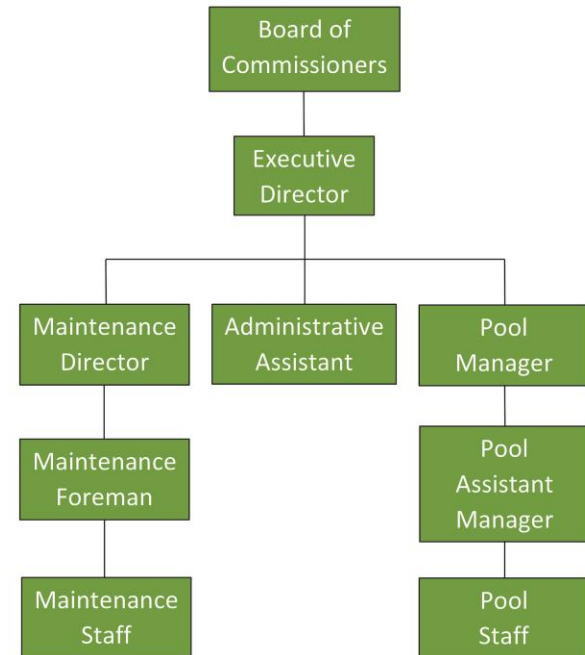 Board of
Commissioners
Executive
Director
Maintenance
Director
Administrative
Assistant
Pool
Manager
Maintenance
Foreman
Pool
Assistant
Manager
Maintenance
Staff
Pool
Staff